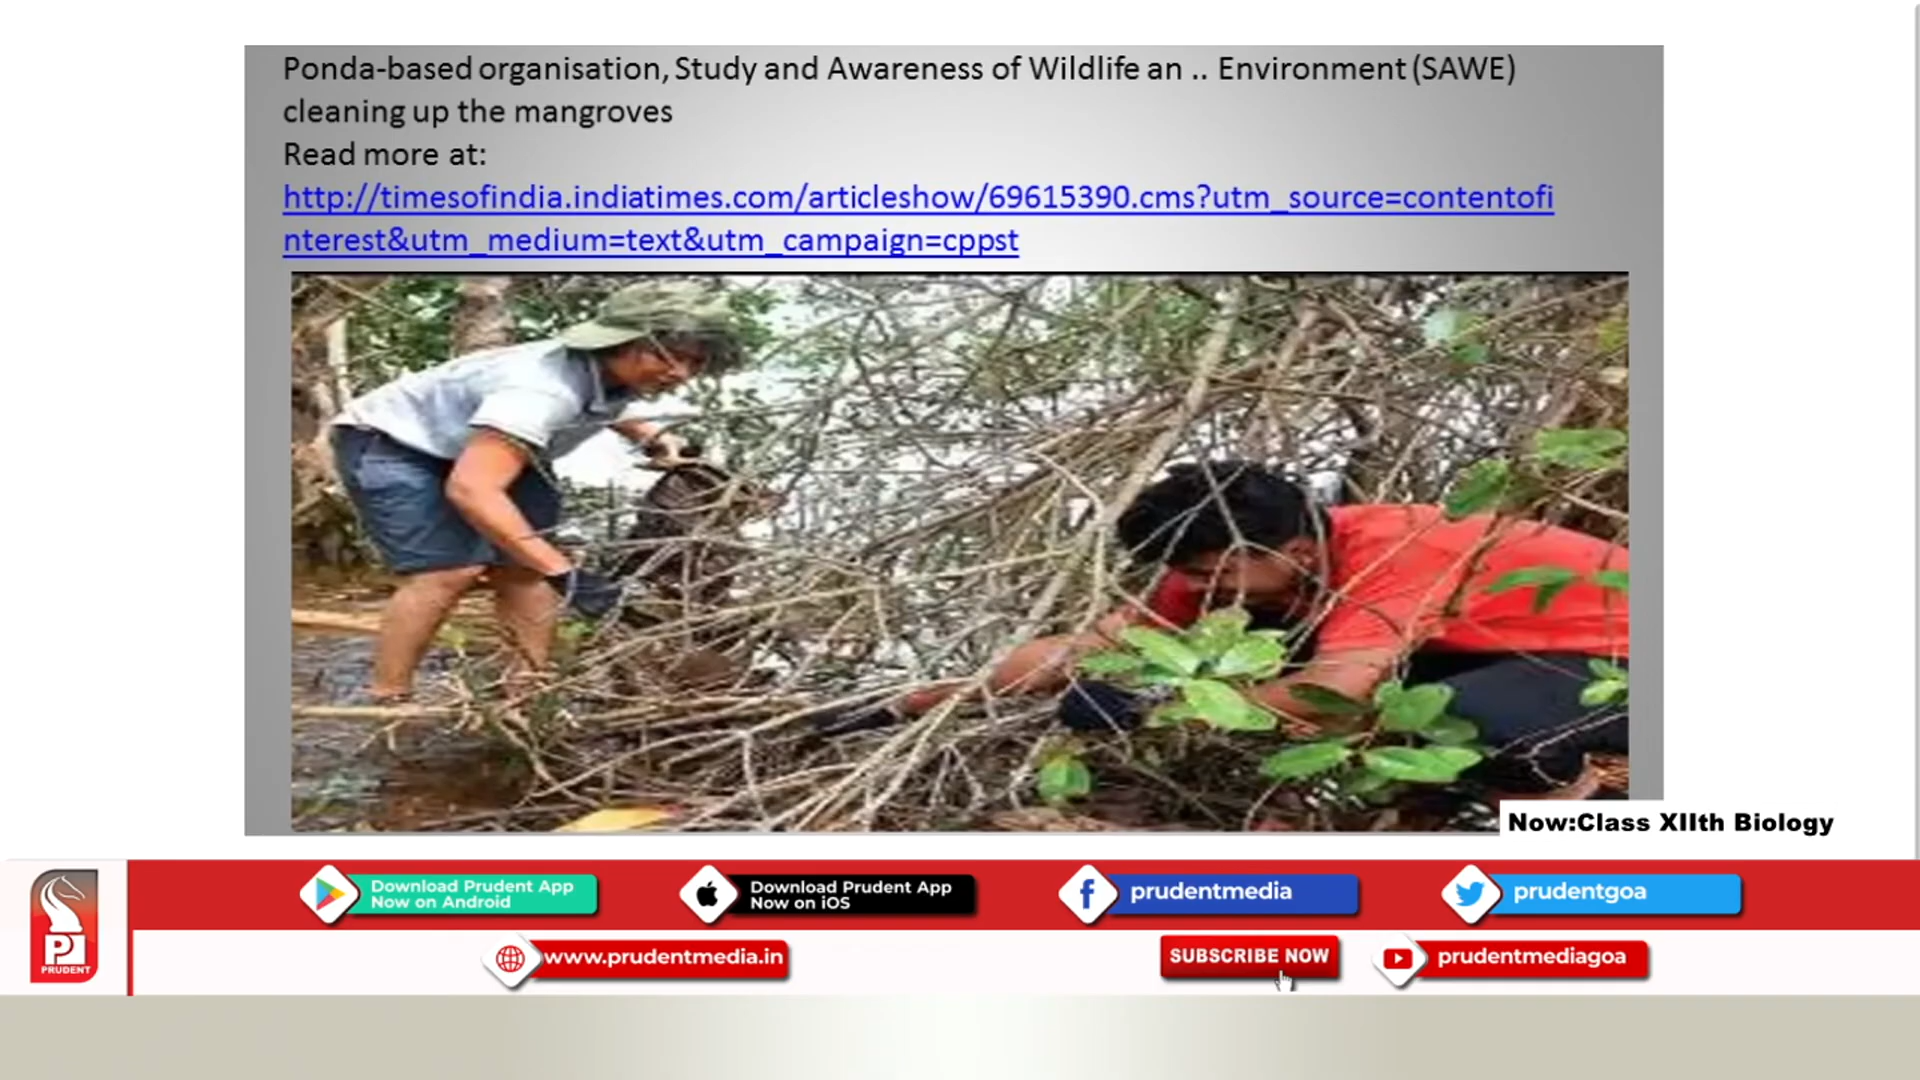 Ponda-based organisation, Study and Awareness of Wildlife an .. Environment (SAWE)
cleaning up the mangroves
Read more at:
http://timesofindia.indiatimes.com/articleshow/69615390.cms?utm_source=contentofi
nterest&utm_medium=text&utm_campaign=cppst
Now:Class XIIth Biology
Download Prudent App
Now on Android
Download Prudent App
Now on iOS
prudentmedia
prudentgoa
PRUDENT
www.prudentmedia.in
SUBSCRIBE NOW
prudentmediagoa